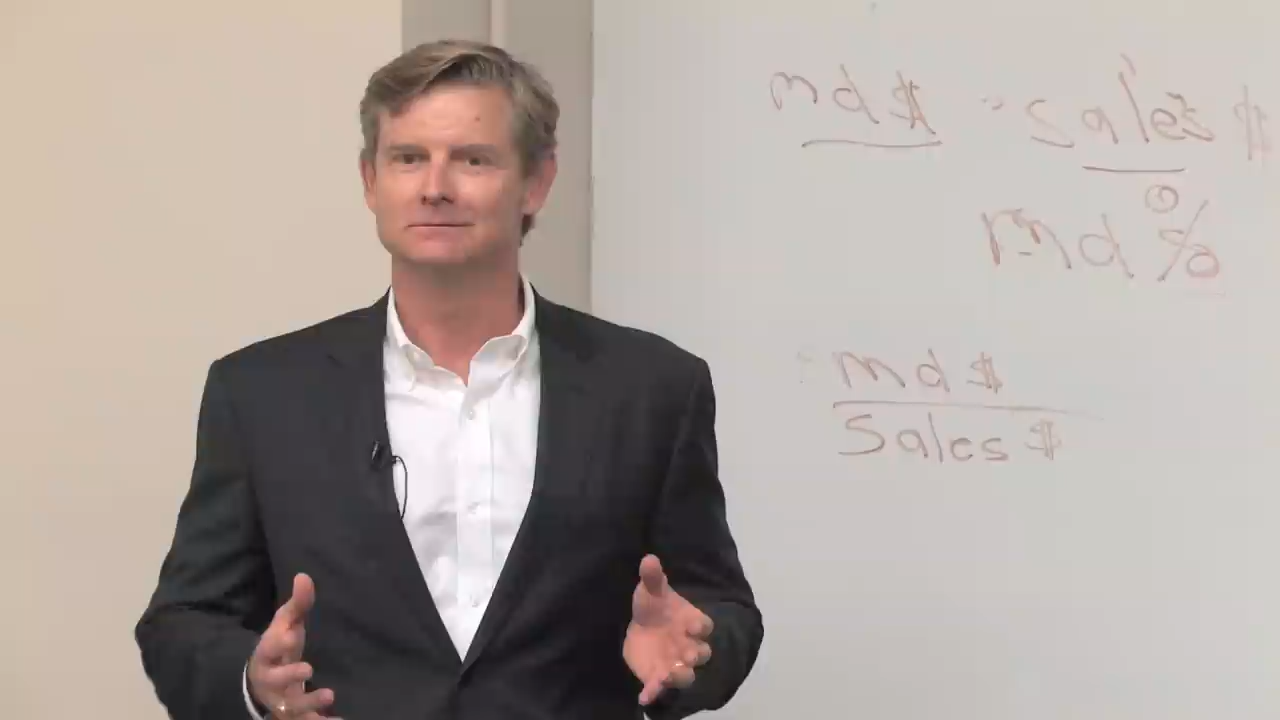 md $ = Sales $
md %
md $
Sales $